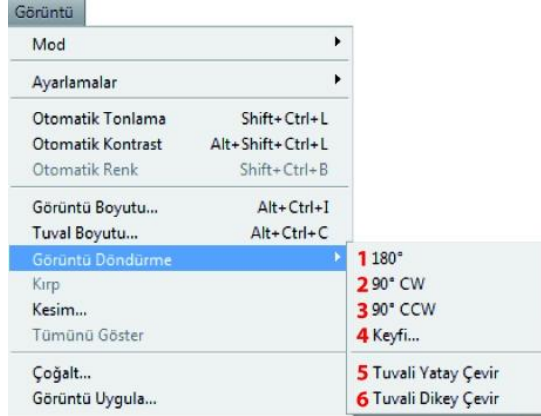 Görüntü
Mod
Ayarlamalar
Otomatik Tonlama Shift+Ctrl+L
Otomatik Kontrast Alt+Shift+Ctrl+L
Otomatik Renk Shift+Ctrl+B
Görüntü Boyutu... Alt+Ctrl+I
Tuval Boyutu... Alt+Ctrl+C
Görüntü Döndürme
Kırp
Kesim...
Tümünü Göster
Çoğalt...
Görüntü Uygula...
1 180°
2 90° CW
3 90° CCW
4 Keyfi...
5 Tuvali Yatay Çevir
6 Tuvali Dikey Çevir